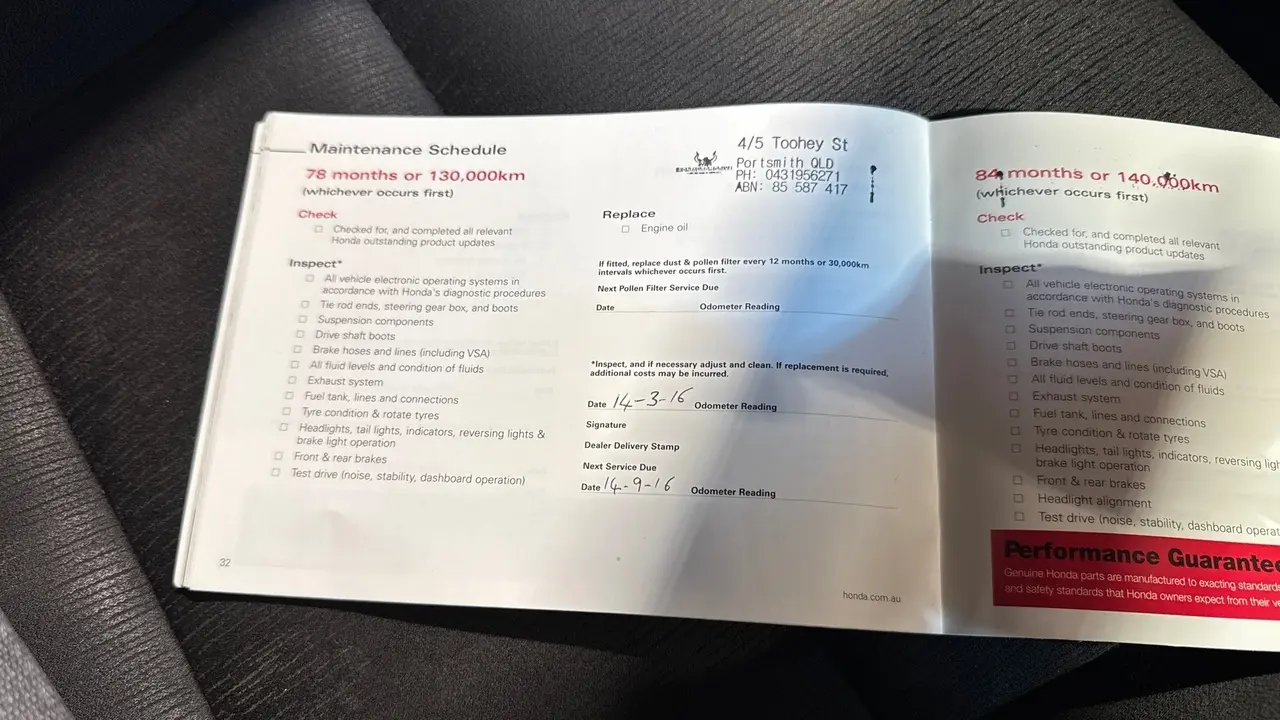 Maintenance Schedule
78 months or 130,000km
(whichever occurs first)
Check
Checked for, and completed all relevant
Honda outstanding product updates
Inspect*
All vehicle electronic operating systems in
accordance with Honda's diagnostic procedures
Tie rod ends, steering gear box, and boots
Suspension components
Drive shaft boots
Brake hoses and lines (including VSA)
All fluid levels and condition of fluids
Exhaust system
Fuel tank, lines and connections
Tyre condition & rotate tyres
Headlights, tail lights, indicators, reversing lights &
brake light operation
Front & rear brakes
Test drive (noise, stability, dashboard operation)
32
4/5 Toohey St
Portsmith QLD
PH: 0431956271
ABN: 85 587 417
Replace
Engine oil
If fitted, replace dust & pollen filter every 12 months or 30,000km
intervals whichever occurs first.
Next Pollen Filter Service Due
Date Odometer Reading
*Inspect, and if necessary adjust and clean. If replacement is required,
additional costs may be incurred.
Date 14-3-16 Odometer Reading
Signature
Dealer Delivery Stamp
Next Service Due
Date 14-9-16 Odometer Reading
honda.com.au
84 months or 140,000km
(whichever occurs first)
Check
Checked for, and completed all relevant
Honda outstanding product updates
Inspect*
All vehicle electronic operating systems in
accordance with Honda's diagnostic procedures
Tie rod ends, steering gear box, and boots
Suspension components
Drive shaft boots
Brake hoses and lines (including VSA)
All fluid levels and condition of fluids
Exhaust system
Fuel tank, lines and connections
Tyre condition & rotate tyres
Headlights, tail lights, indicators, reversing ligh
brake light operation
Front & rear brakes
Headlight alignment
Test drive (noise, stability, dashboard operat
Performance Guarantee
Genuine Honda parts are manufactured to exacting standards
and safety standards that Honda owners expect from their ve